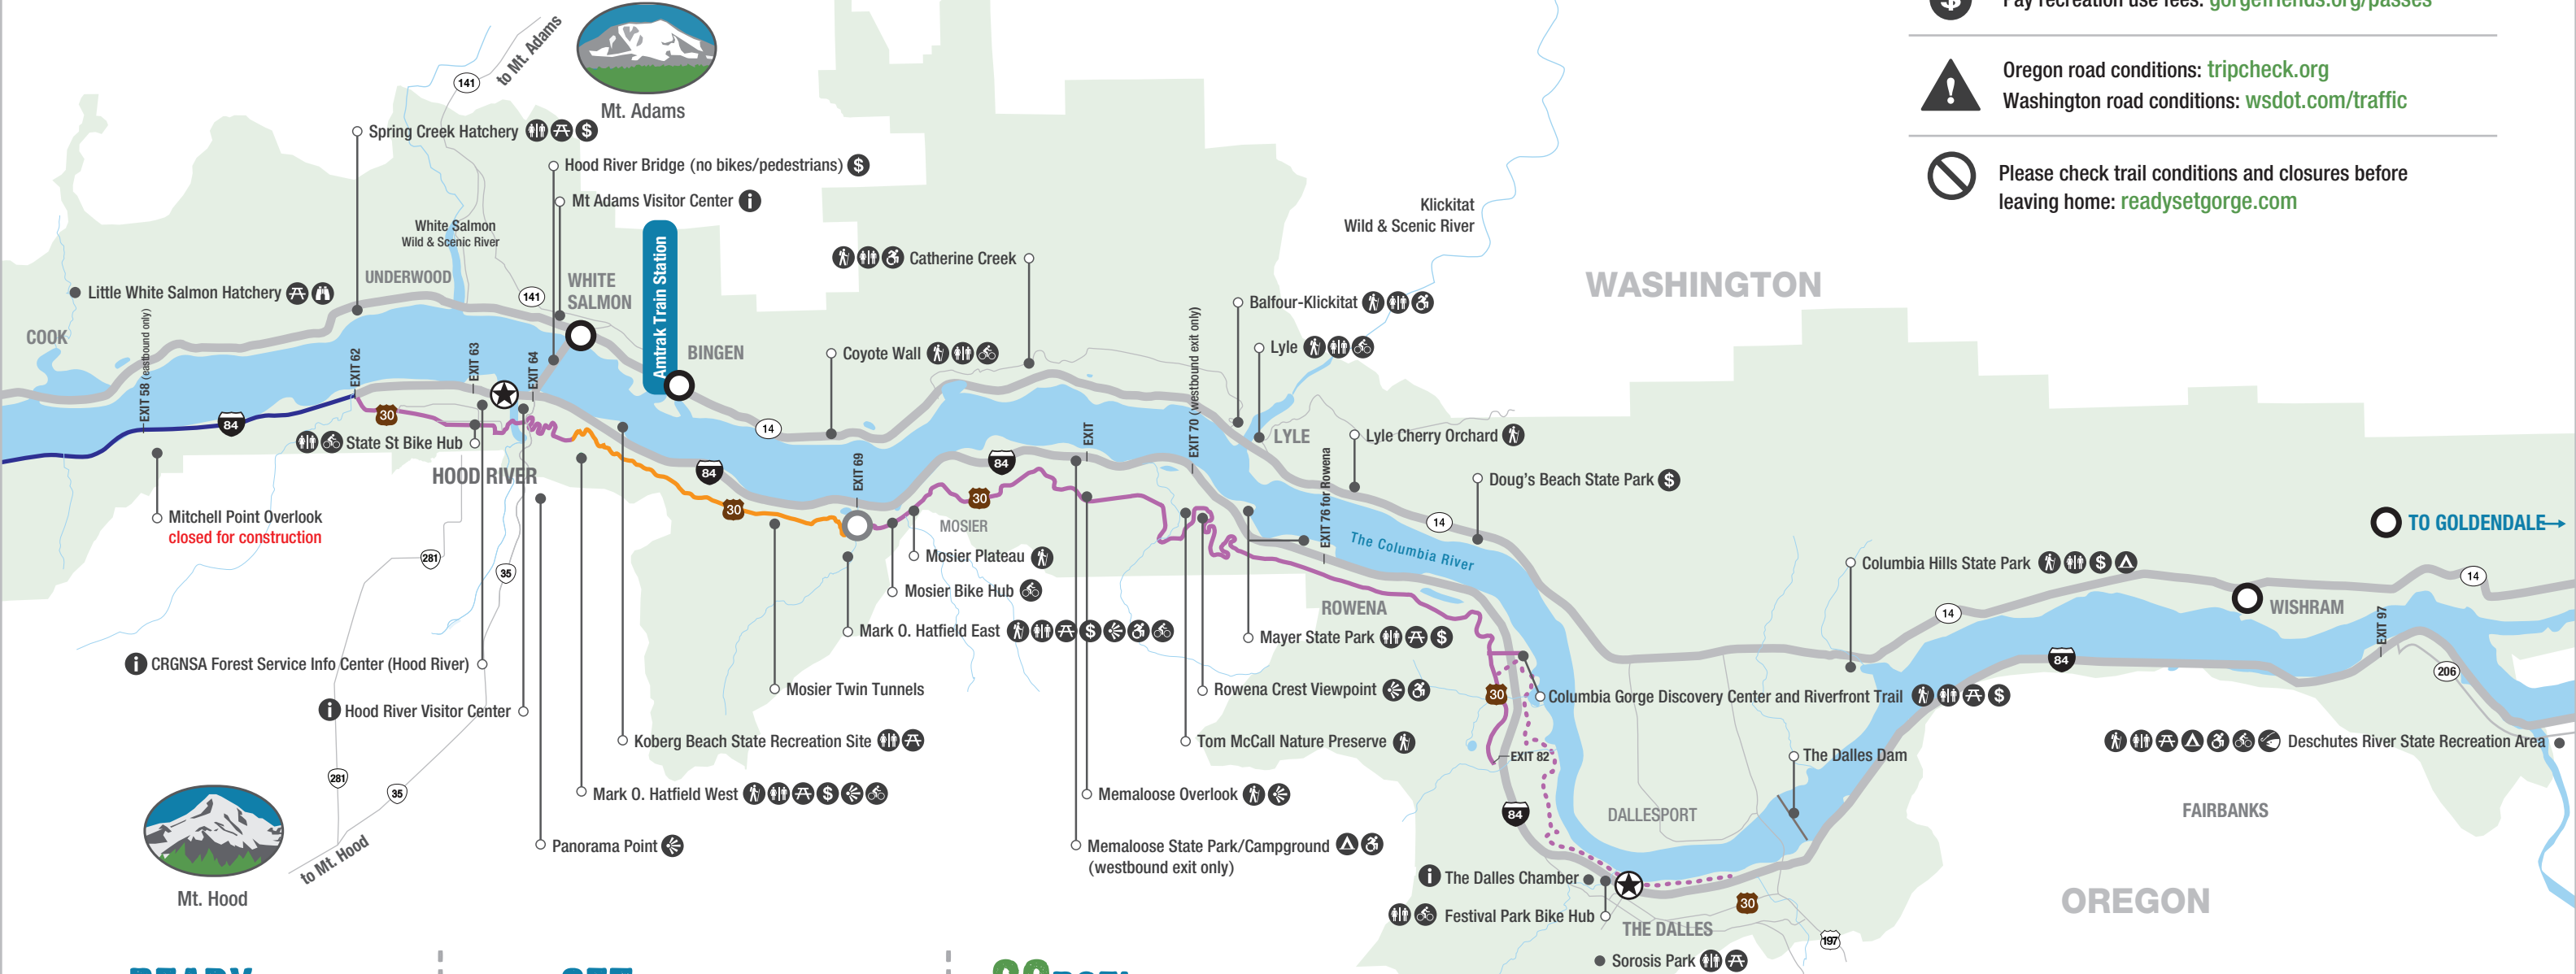 Pay recreation use fees: gorgefriends.org/passes
Oregon road conditions: tripcheck.org
Washington road conditions: wsdot.com/traffic
Please check trail conditions and closures before
leaving home: readysetgorge.com
141
to Mt. Adams
Mt. Adams
Spring Creek Hatchery
Hood River Bridge (no bikes/pedestrians)
Mt Adams Visitor Center
White Salmon
Wild & Scenic River
UNDERWOOD
Little White Salmon Hatchery
141
WHITE
SALMON
Amtrak Train Station
BINGEN
COOK
EXIT 58 (eastbound only)
EXIT 62
EXIT 63
EXIT 64
Catherine Creek
Coyote Wall
Klickitat
Wild & Scenic River
WASHINGTON
Balfour-Klickitat
Lyle
EXIT 70 (westbound exit only)
LYLE
Lyle Cherry Orchard
Doug's Beach State Park
84
30
State St Bike Hub
HOOD RIVER
14
84
30
EXIT 69
84
EXIT
30
MOSIER
EXIT 76 for Rowena
14
The Columbia River
TO GOLDENDALE
Mitchell Point Overlook
closed for construction
281
35
Mosier Plateau
Mosier Bike Hub
Mark O. Hatfield East
ROWENA
Mayer State Park
Columbia Hills State Park
14
WISHRAM
EXIT 97
14
84
206
CRGNSA Forest Service Info Center (Hood River)
Hood River Visitor Center
Mosier Twin Tunnels
Rowena Crest Viewpoint
30
Columbia Gorge Discovery Center and Riverfront Trail
Koberg Beach State Recreation Site
Tom McCall Nature Preserve
EXIT 82
The Dalles Dam
Deschutes River State Recreation Area
281
35
Mark O. Hatfield West
Memaloose Overlook
84
DALLESPORT
FAIRBANKS
to Mt. Hood
Mt. Hood
Panorama Point
Memaloose State Park/Campground
(westbound exit only)
The Dalles Chamber
Festival Park Bike Hub
30
OREGON
THE DALLES
197
Sorosis Park
READY
SET